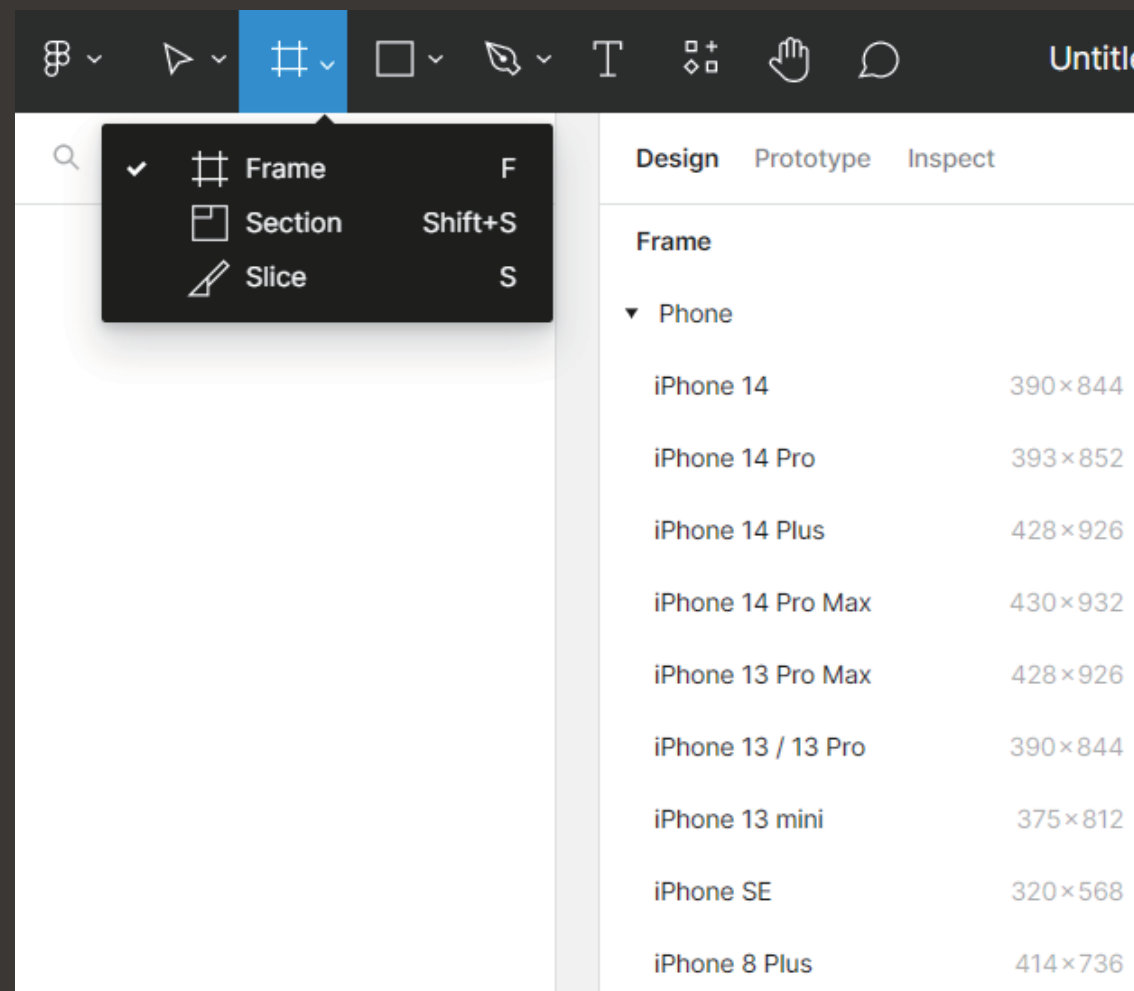 Untitle
Frame F
Section Shift+S
Slice S
Design Prototype Inspect
Frame
Phone
iPhone 14 390×844
iPhone 14 Pro 393×852
iPhone 14 Plus 428×926
iPhone 14 Pro Max 430×932
iPhone 13 Pro Max 428×926
iPhone 13 / 13 Pro 390×844
iPhone 13 mini 375×812
iPhone SE 320×568
iPhone 8 Plus 414×736